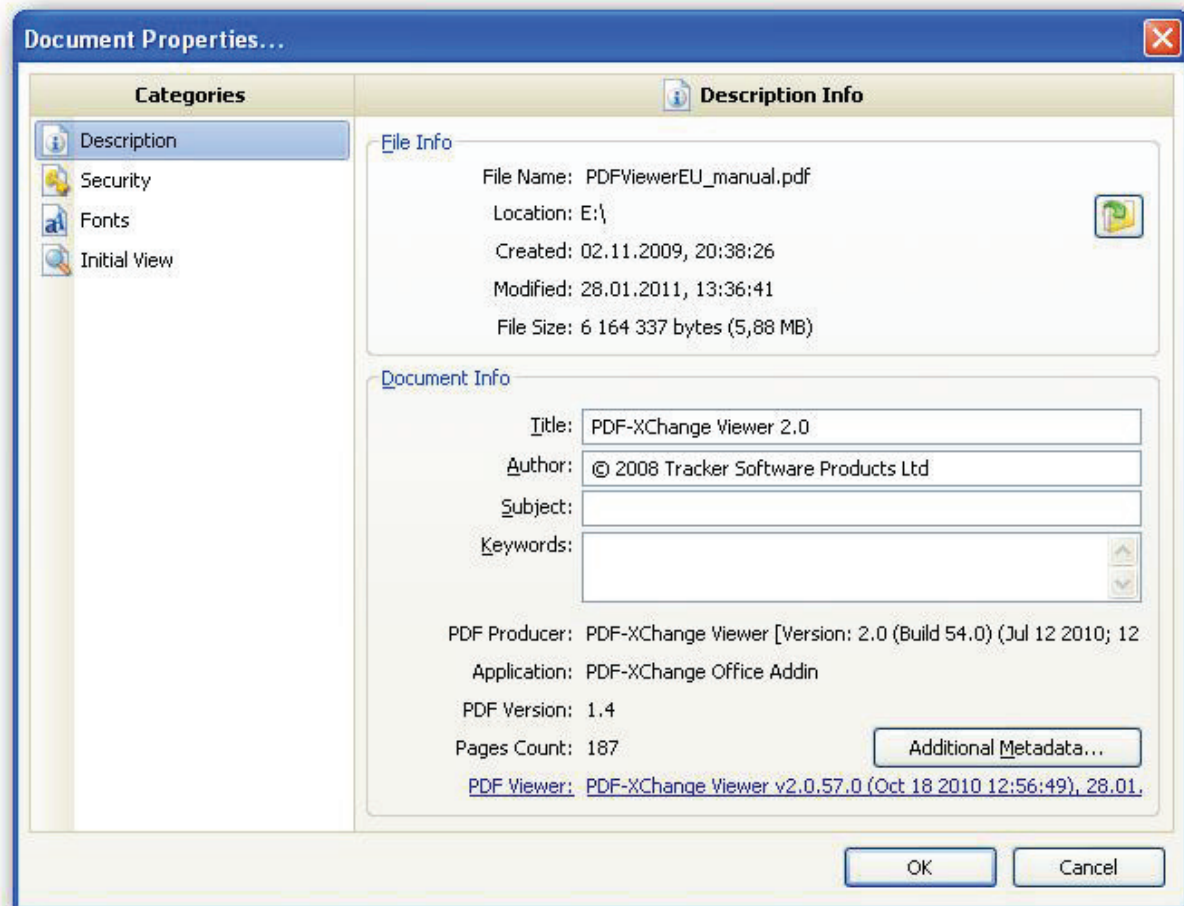 Document Properties...
Categories
Description
Security
Fonts
Initial View
Description Info
File Info
File Name: PDFViewerEU_manual.pdf
Location: E:\
Created: 02.11.2009, 20:38:26
Modified: 28.01.2011, 13:36:41
File Size: 6 164 337 bytes (5,88 MB)
Document Info
Title: PDF-XChange Viewer 2.0
Author: © 2008 Tracker Software Products Ltd
Subject:
Keywords:
PDF Producer: PDF-XChange Viewer [Version: 2.0 (Build 54.0) (Jul 12 2010; 12
Application: PDF-XChange Office Addin
PDF Version: 1.4
Pages Count: 187
Additional Metadata...
PDF Viewer: PDF-XChange Viewer v2.0.57.0 (Oct 18 2010 12:56:49), 28.01.
OK Cancel